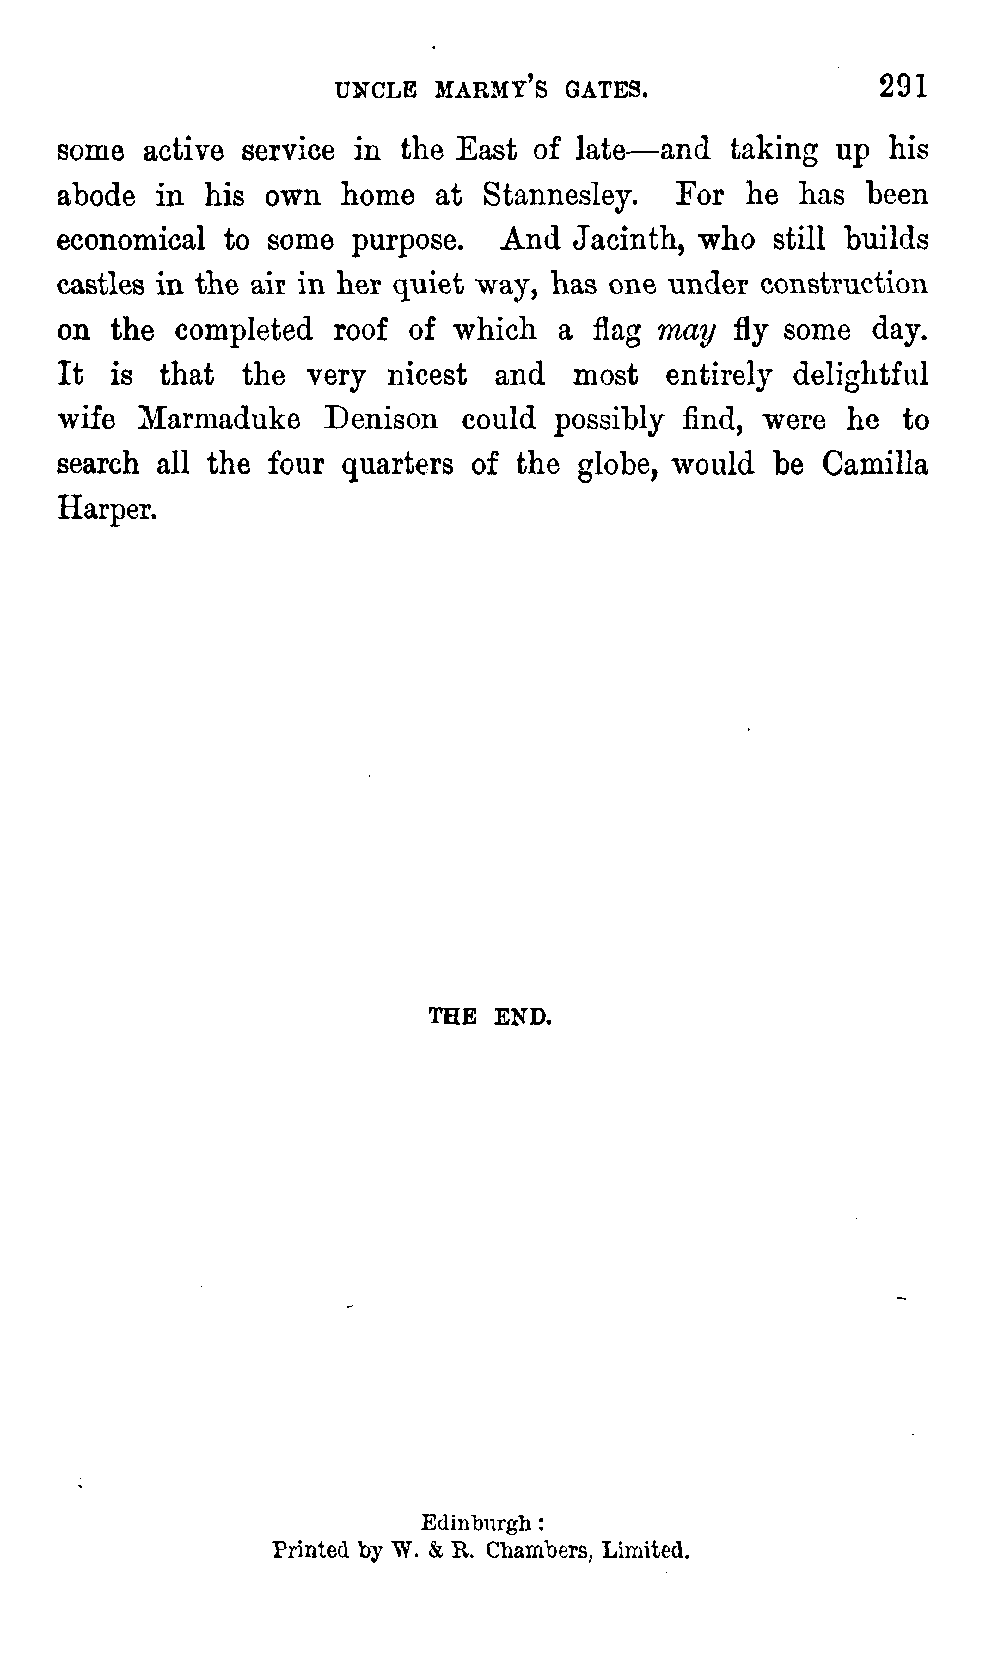 UNCLE MARMY'S GATES. 291
some active service in the East of late—and taking up his
abode in his own home at Stannesley. For he has been
economical to some purpose. And Jacinth, who still builds
castles in the air in her quiet way, has one under construction
on the completed roof of which a flag may fly some day.
It is that the very nicest and most entirely delightful
wife Marmaduke Denison could possibly find, were he to
search all the four quarters of the globe, would be Camilla
Harper.
THE END.
Edinburgh:
Printed by W. & R. Chambers, Limited.